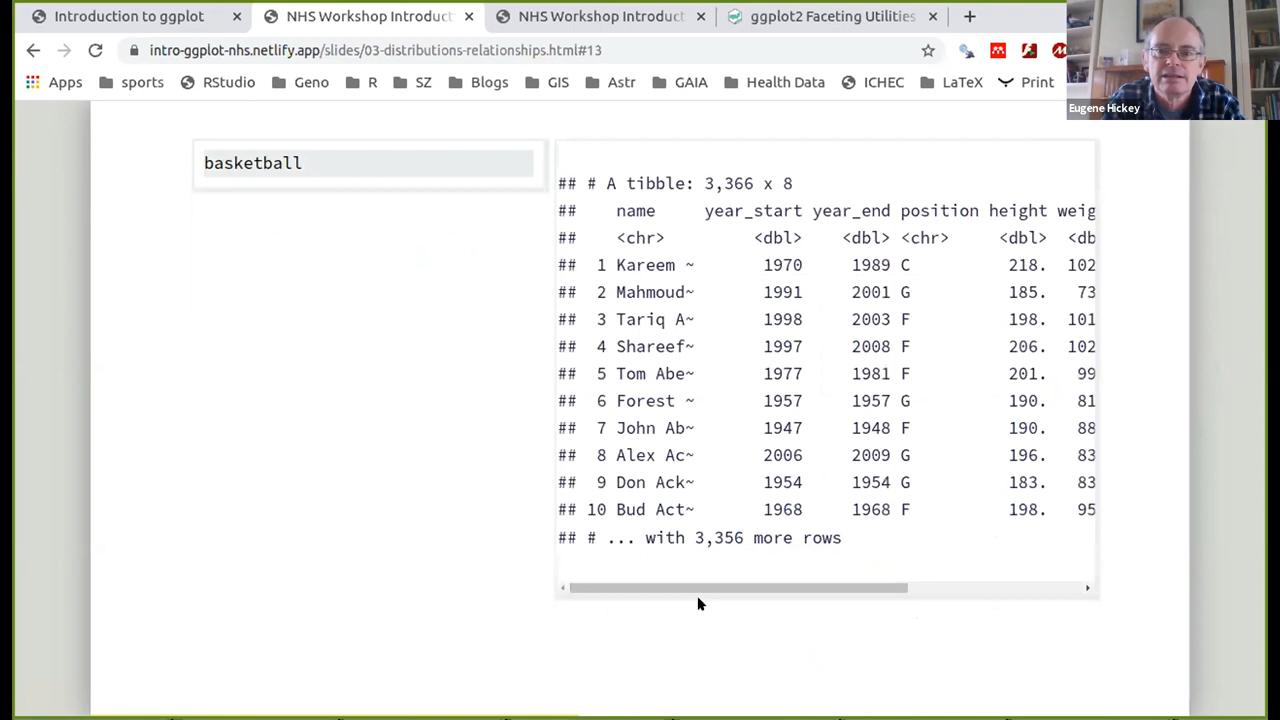 Introduction to ggplot
NHS Workshop Introduct
NHS Workshop Introduct
ggplot2 Faceting Utilities
intro-ggplot-nhs.netlify.app/slides/03-distributions-relationships.html#13
Apps sports RStudio Geno R SZ Blogs GIS Astr GAIA Health Data ICHEC LaTeX Print
Eugene Hickey
basketball
## # A tibble: 3,366 x 8
## name year_start year_end position height weig
## <chr> <dbl> <dbl> <chr> <dbl> <db
## 1 Kareem ~ 1970 1989 C 218. 102
## 2 Mahmoud~ 1991 2001 G 185. 73
## 3 Tariq A~ 1998 2003 F 198. 101
## 4 Shareef~ 1997 2008 F 206. 102
## 5 Tom Abe~ 1977 1981 F 201. 99
## 6 Forest ~ 1957 1957 G 190. 81
## 7 John Ab~ 1947 1948 F 190. 88
## 8 Alex Ac~ 2006 2009 G 196. 83
## 9 Don Ack~ 1954 1954 G 183. 83
## 10 Bud Act~ 1968 1968 F 198. 95
## # ... with 3,356 more rows